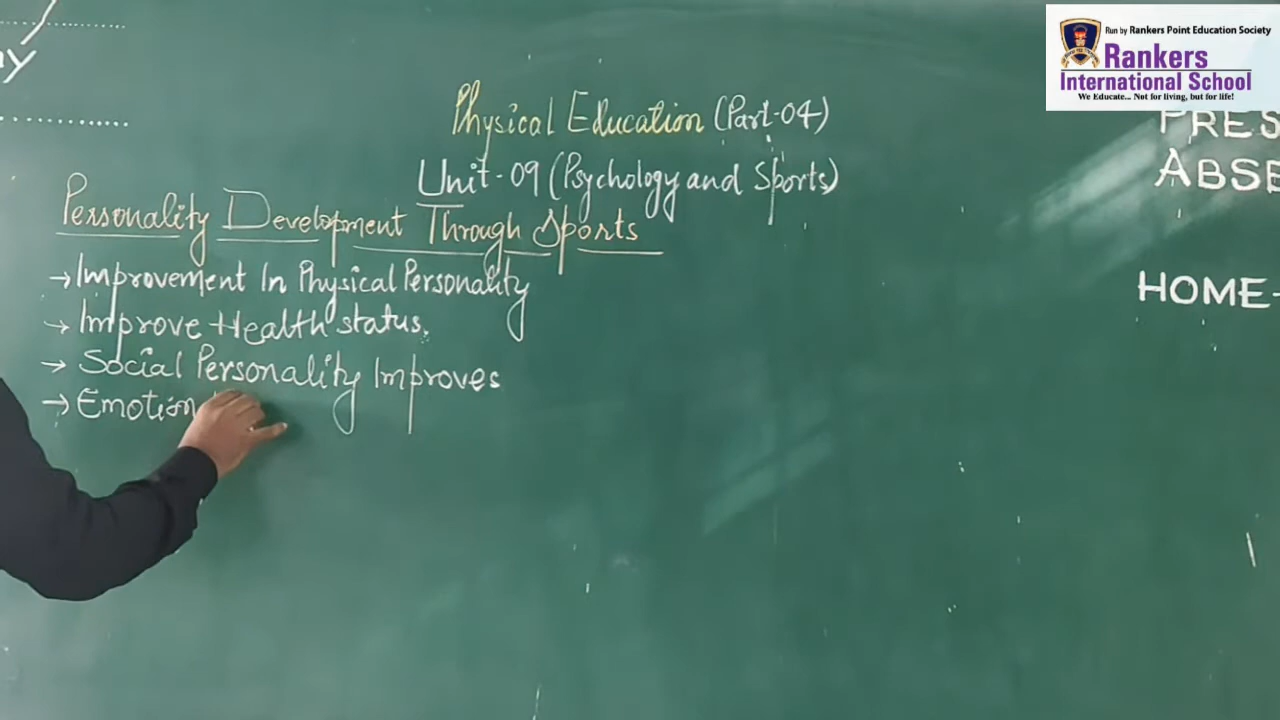 Run by Rankers Point Education Society
Rankers
International School
We Educate... Not for living, but for life!
Physical Education (Part-04)
Unit-09 (Psychology and Sports)
Personality Development Through Sports
→ Improvement In Physical Personality
→ Improve Health status.
→ Social Personality Improves
→ Emotion
PRES
ABSE
HOME-